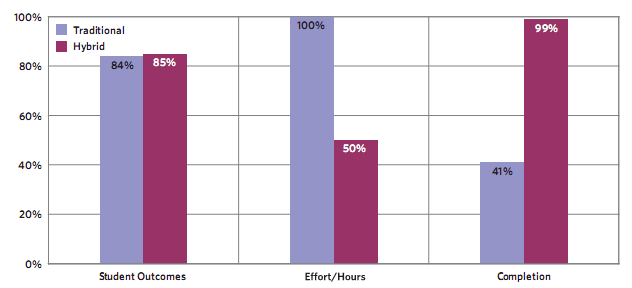 100%
80%
60%
40%
20%
0%
Traditional
Hybrid
84%
85%
100%
50%
41%
99%
Student Outcomes
Effort/Hours
Completion